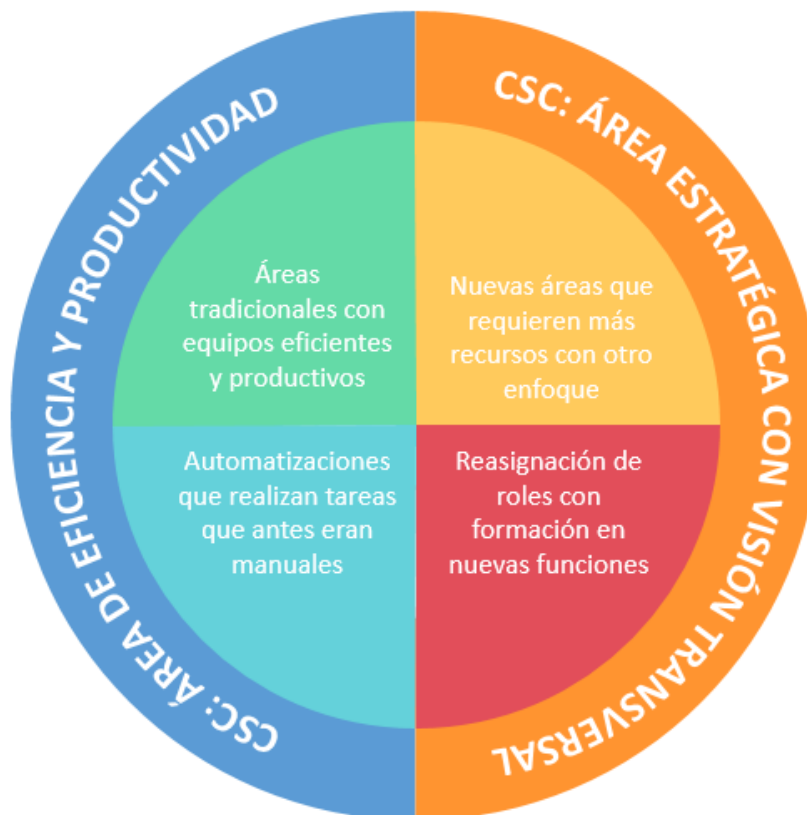 CSC: ÁREA DE EFICIENCIA Y PRODUCTIVIDAD
CSC: ÁREA ESTRATÉGICA CON VISIÓN TRANSVERSAL
Áreas
tradicionales con
equipos eficientes
y productivos
Nuevas áreas que
requieren más
recursos con otro
enfoque
Automatizaciones
que realizan tareas
que antes eran
manuales
Reasignación de
roles con
formación en
nuevas funciones